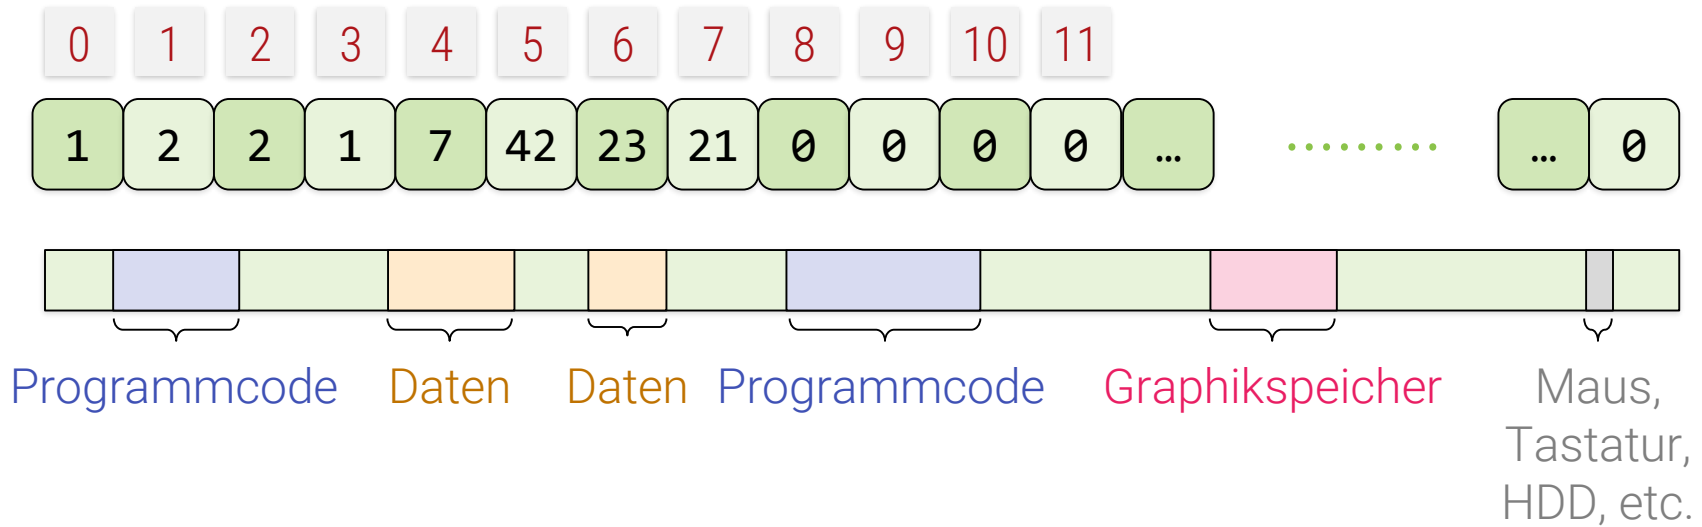 0 1 2 3 4 5 6 7 8 9 10 11
1 2 2 1 7 42 23 21 0 0 0 0 … ......... … 0
Programmcode Daten Daten Programmcode Graphikspeicher Maus,
Tastatur,
HDD, etc.